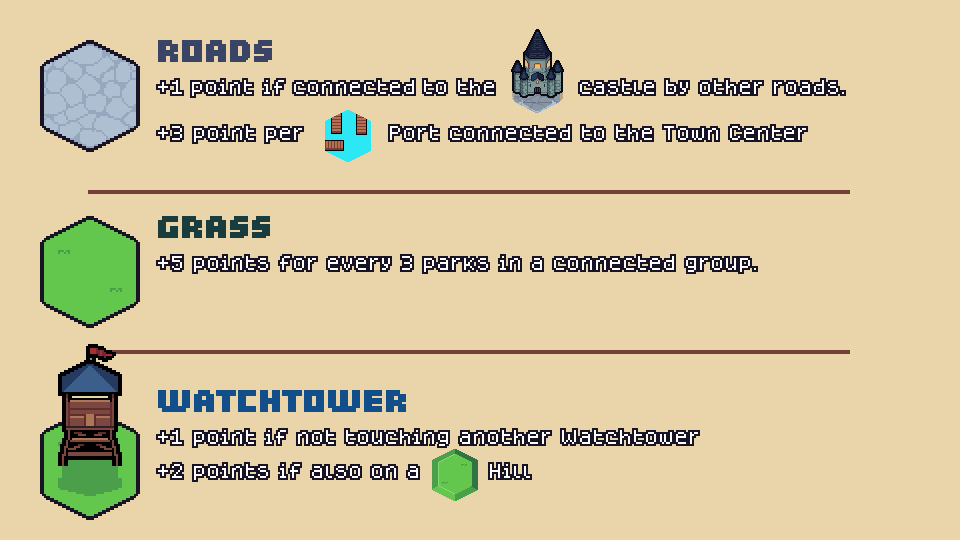 ROADS
+1 point if connected to the castle by other roads.
+3 point per Port connected to the Town Center
GRASS
+5 points for every 3 parks in a connected group.
WATCHTOWER
+1 point if not touching another Watchtower
+2 points if also on a Hill